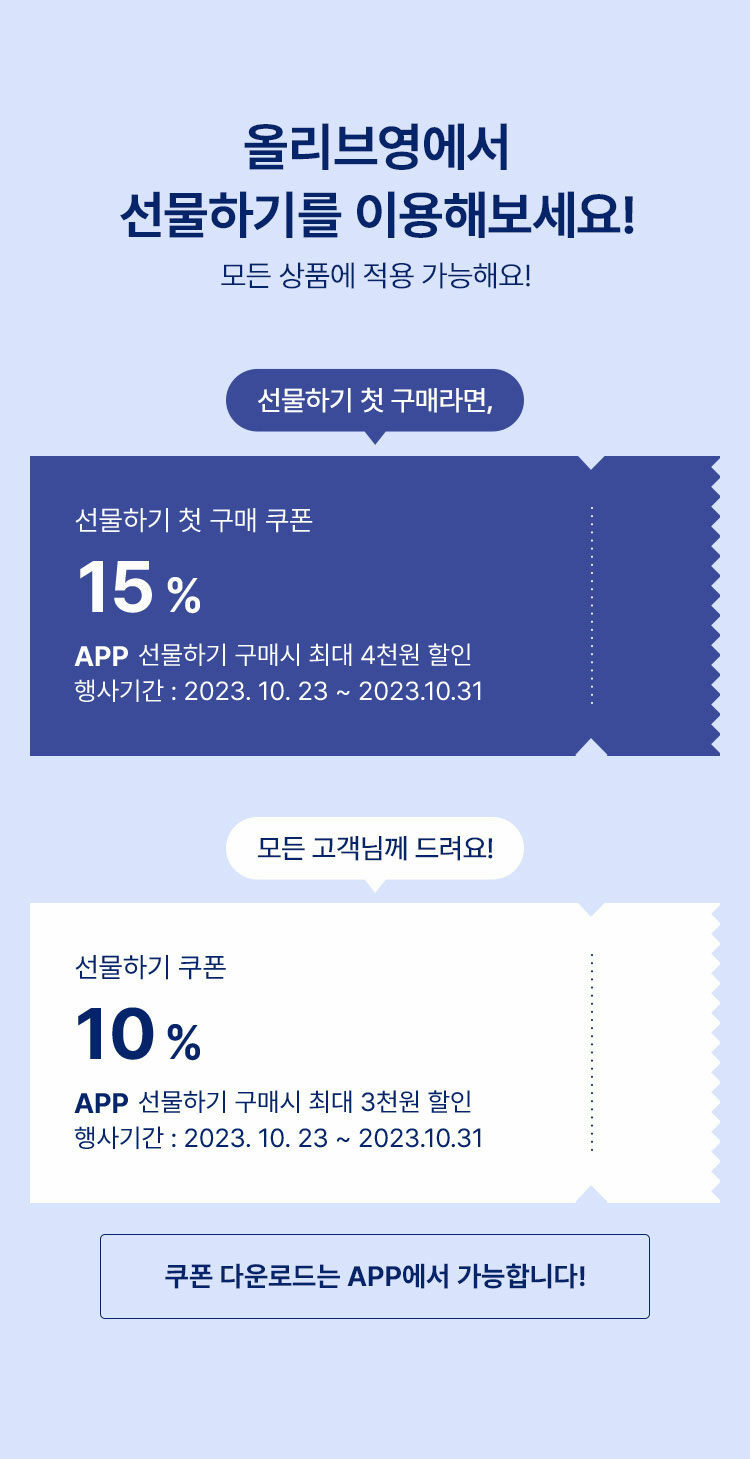 올리브영에서
선물하기를 이용해보세요!
모든 상품에 적용 가능해요!
선물하기 첫 구매라면,
선물하기 첫 구매 쿠폰
15 %
APP 선물하기 구매시 최대 4천원 할인
행사기간 : 2023. 10. 23 ~ 2023.10.31
모든 고객님께 드려요!
선물하기 쿠폰
10 %
APP 선물하기 구매시 최대 3천원 할인
행사기간 : 2023. 10. 23 ~ 2023.10.31
쿠폰 다운로드는 APP에서 가능합니다!